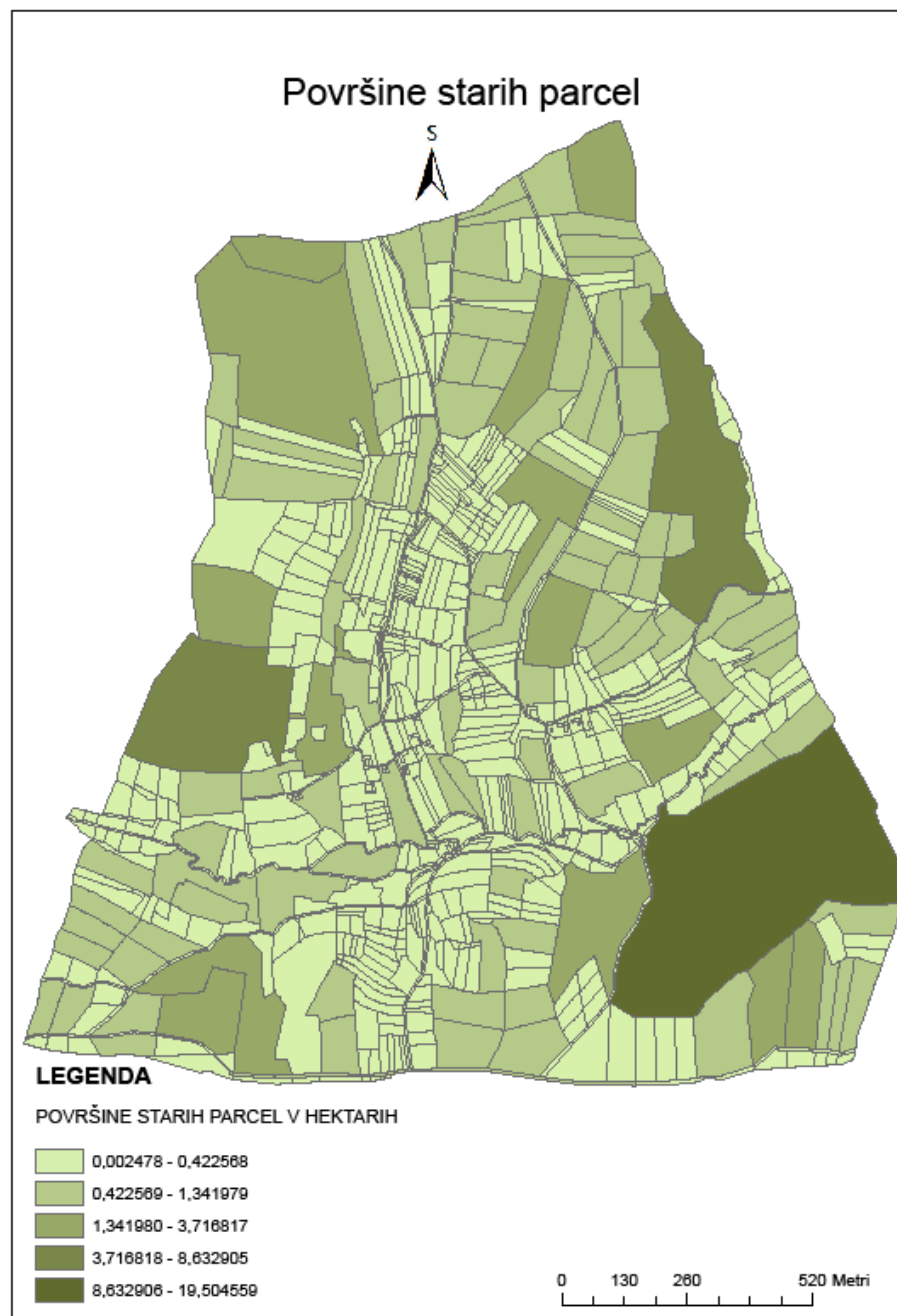 Površine starih parcel
S
LEGENDA
POVRŠINE STARIH PARCEL V HEKTARIH
0,002478 - 0,422568
0,422569 - 1,341979
1,341980 - 3,716817
3,716818 - 8,632905
8,632906 - 19,504559
0 130 260 520 Metri